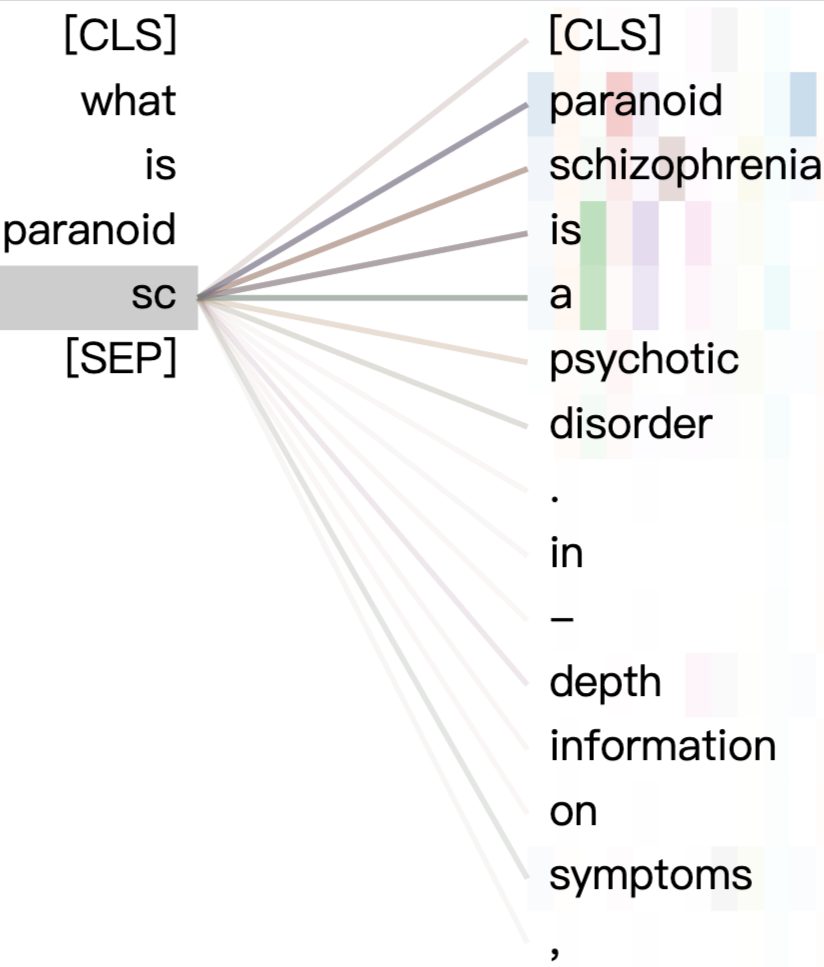 [CLS]
what
is
paranoid
sc
[SEP]
[CLS]
paranoid
schizophrenia
is
a
psychotic
disorder
.
in
–
depth
information
on
symptoms
,